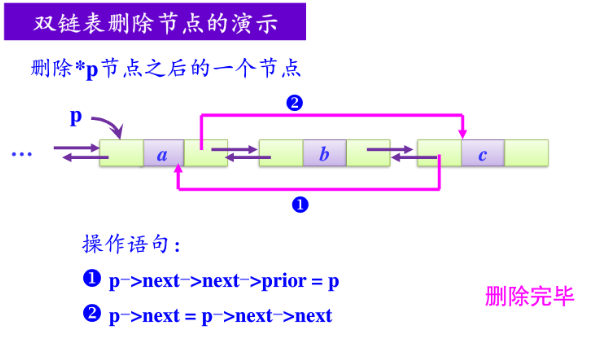 双链表删除节点的演示
删除*p节点之后的一个节点
❷
p
… a b c
❶
操作语句：
❶ p->next->next->prior = p
❷ p->next = p->next->next
删除完毕